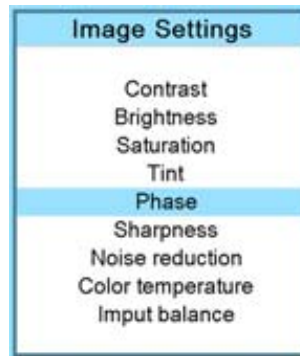 Image Settings
Contrast
Brightness
Saturation
Tint
Phase
Sharpness
Noise reduction
Color temperature
Imput balance